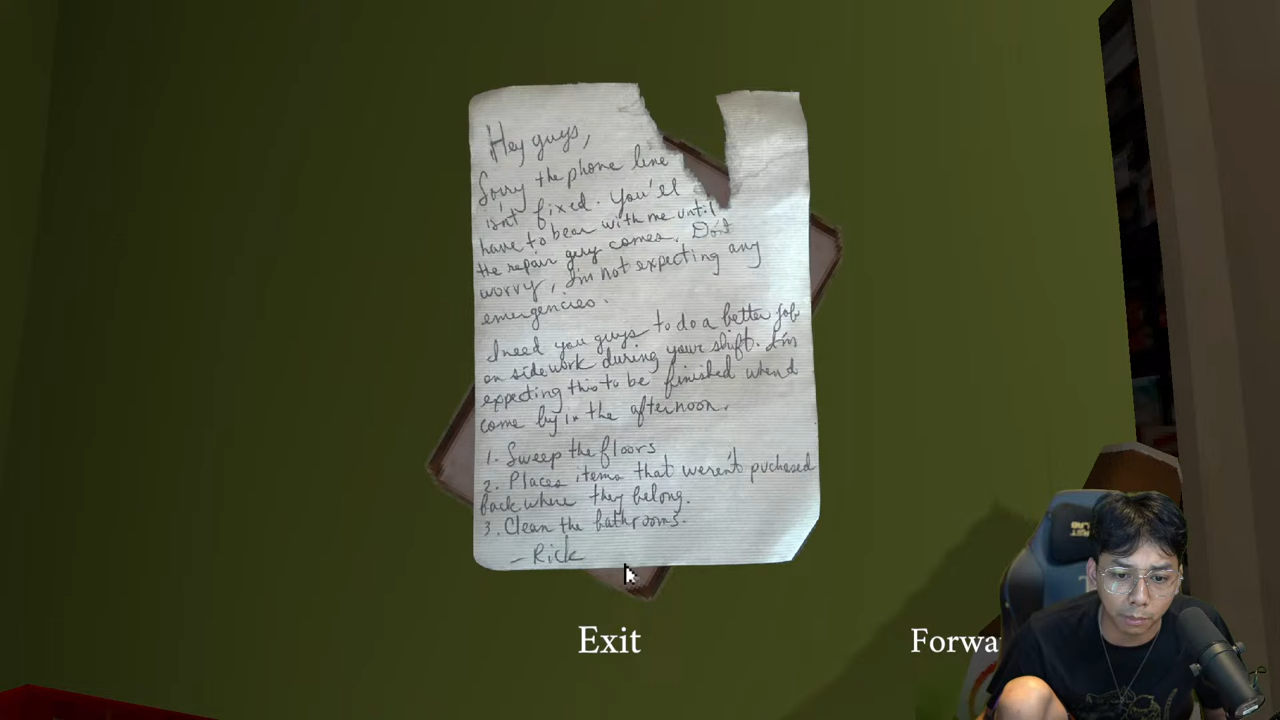 Hey guys,
Sorry the phone line
isn't fixed. You'll
have to bear with me until
the repair guy comes. Don't
worry, I'm not expecting any
emergencies.
I need you guys to do a better job
on sidework during your shift. I'm
expecting this to be finished when I
come by in the afternoon.
1. Sweep the floors
2. Places items that weren't puchased
back where they belong.
3. Clean the bathrooms.
- Rick
Exit
Forwa